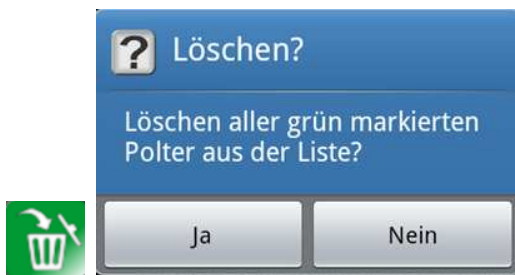 Löschen?
Löschen aller grün markierten
Polter aus der Liste?
Ja
Nein